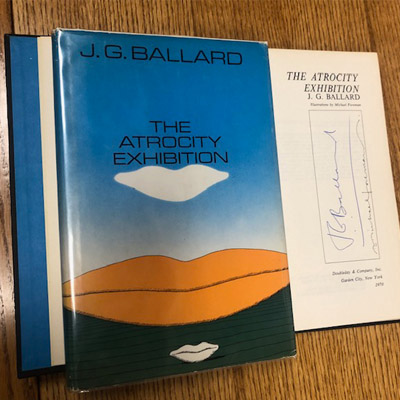 J.G. BALLARD
THE
ATROCITY
EXHIBITION
THE ATROCITY
EXHIBITION
J. G. BALLARD
Illustrations by Michael Foreman
J G Ballard
Doubleday & Company, Inc.
Garden City, New York
1970